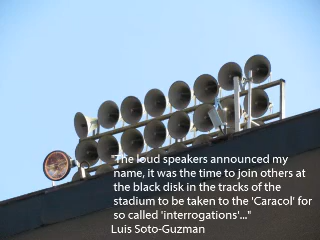 "The loud speakers announced my
name, it was the time to join others at
the black disk in the tracks of the
stadium to be taken to the 'Caracol' for
so called 'interrogations'..."
Luis Soto-Guzman